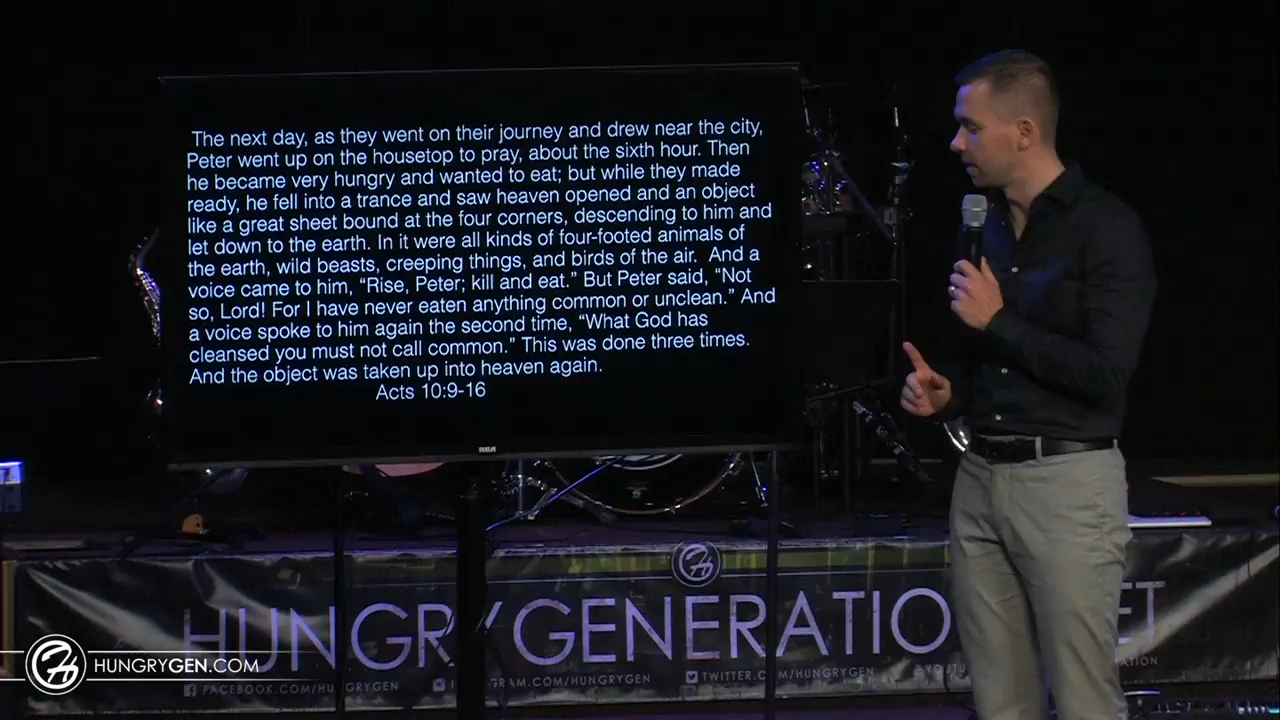 The next day, as they went on their journey and drew near the city,
Peter went up on the housetop to pray, about the sixth hour. Then
he became very hungry and wanted to eat; but while they made
ready, he fell into a trance and saw heaven opened and an object
like a great sheet bound at the four corners, descending to him and
let down to the earth. In it were all kinds of four-footed animals of
the earth, wild beasts, creeping things, and birds of the air. And a
voice came to him, “Rise, Peter; kill and eat.” But Peter said, “Not
so, Lord! For I have never eaten anything common or unclean.” And
a voice spoke to him again the second time, “What God has
cleansed you must not call common.” This was done three times.
And the object was taken up into heaven again.
Acts 10:9-16
RCA
HUNGRYGENERATIO ET
HUNGRYGEN.COM
FACEBOOK.COM/HUNGRYGEN
RAM.COM/HUNGRYGEN
TWITTER.COM/HUNGRYGEN